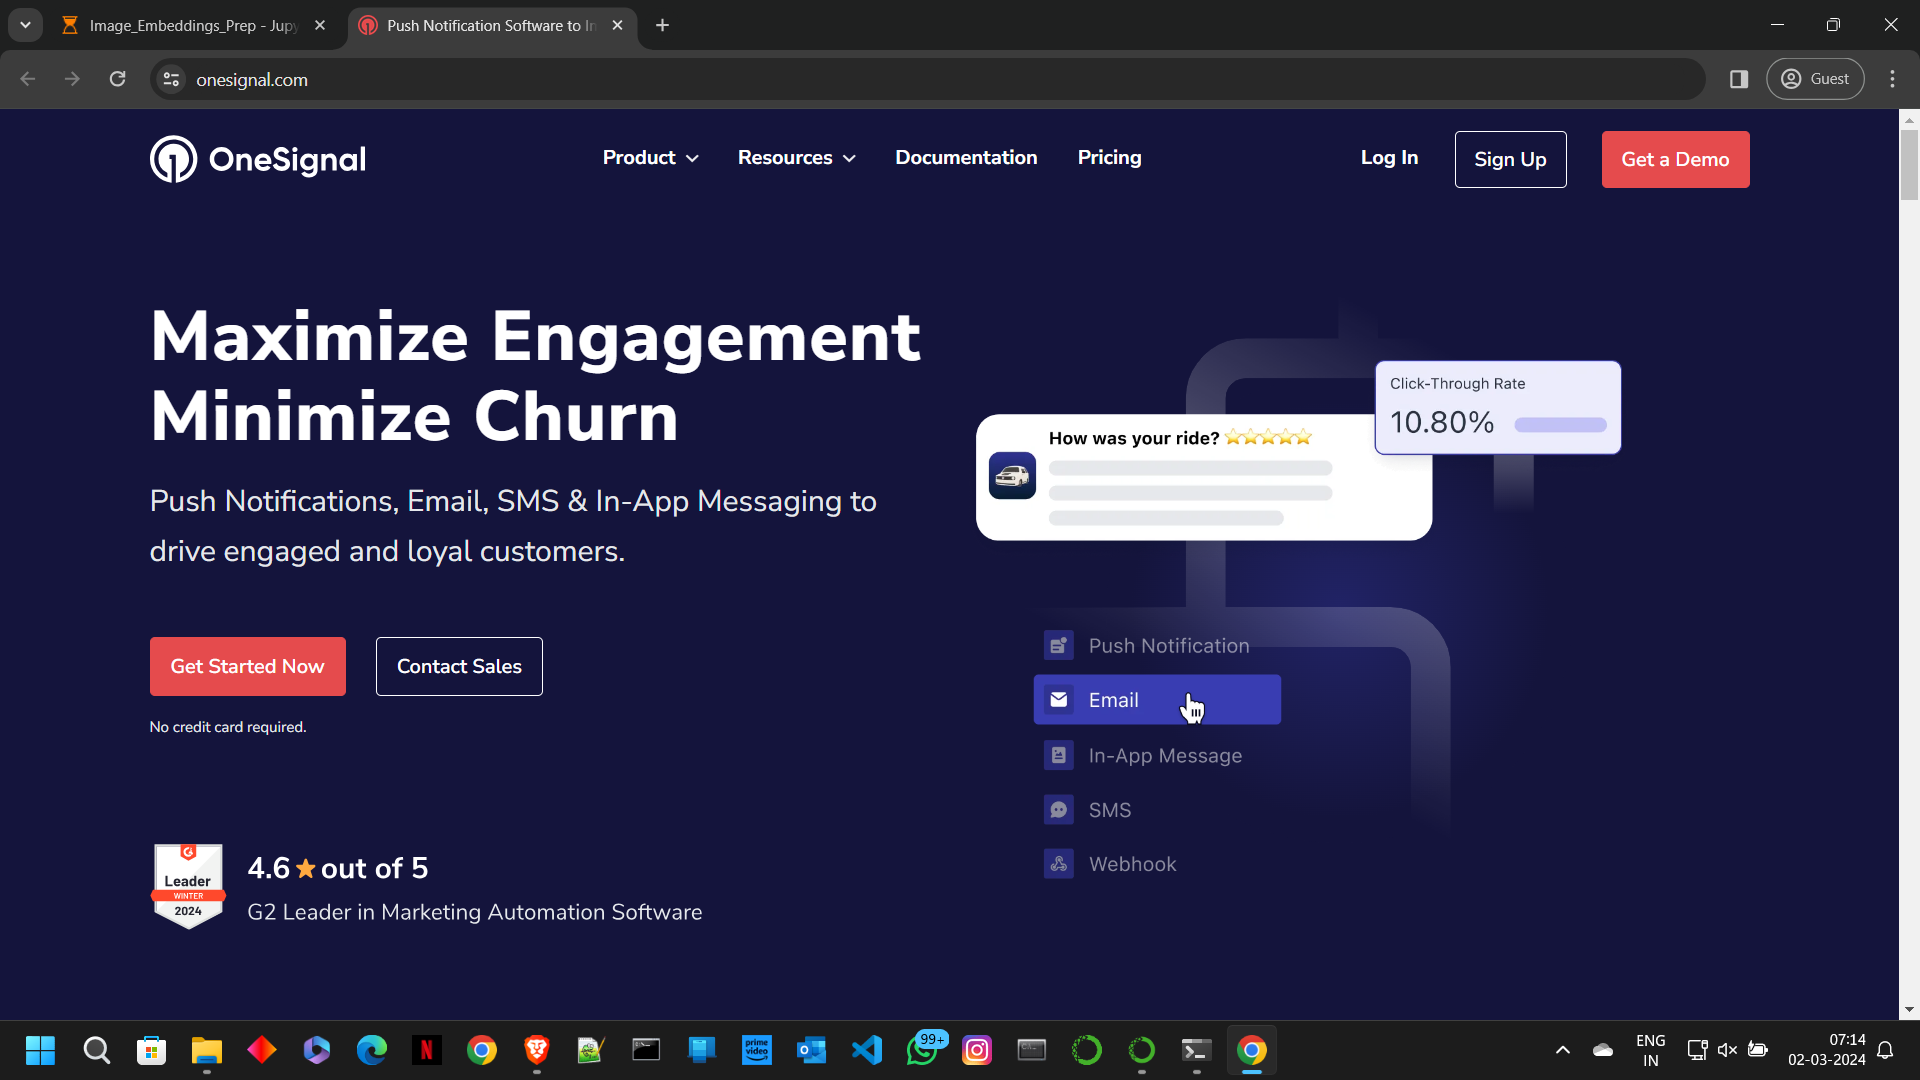 Image_Embeddings_Prep - Jupy
Push Notification Software to In
onesignal.com
Guest
OneSignal
Product
Resources
Documentation
Pricing
Log In
Sign Up
Get a Demo
Maximize Engagement
Minimize Churn
Push Notifications, Email, SMS & In-App Messaging to
drive engaged and loyal customers.
Get Started Now
Contact Sales
No credit card required.
Click-Through Rate
10.80%
How was your ride? ⭐⭐⭐⭐⭐
Push Notification
Email
In-App Message
SMS
Webhook
Leader
WINTER
2024
4.6 ★ out of 5
G2 Leader in Marketing Automation Software
prime
video
99+
ENG
IN
07:14
02-03-2024